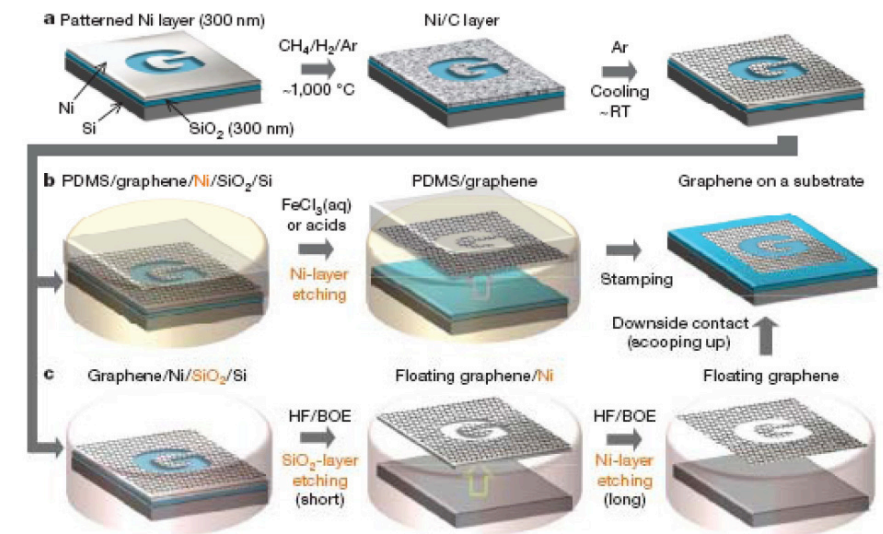 a Patterned Ni layer (300 nm)
CH₄/H₂/Ar
~1,000 °C
Ni/C layer
Ar
Cooling
~RT
G
G
G
Ni
Si
SiO₂ (300 nm)
b PDMS/graphene/Ni/SiO₂/Si
FeCl₃(aq)
or acids
Ni-layer
etching
PDMS/graphene
Stamping
Graphene on a substrate
G
G
G
Downside contact
(scooping up)
c Graphene/Ni/SiO₂/Si
HF/BOE
SiO₂-layer
etching
(short)
Floating graphene/Ni
HF/BOE
Ni-layer
etching
(long)
Floating graphene
G
G
G